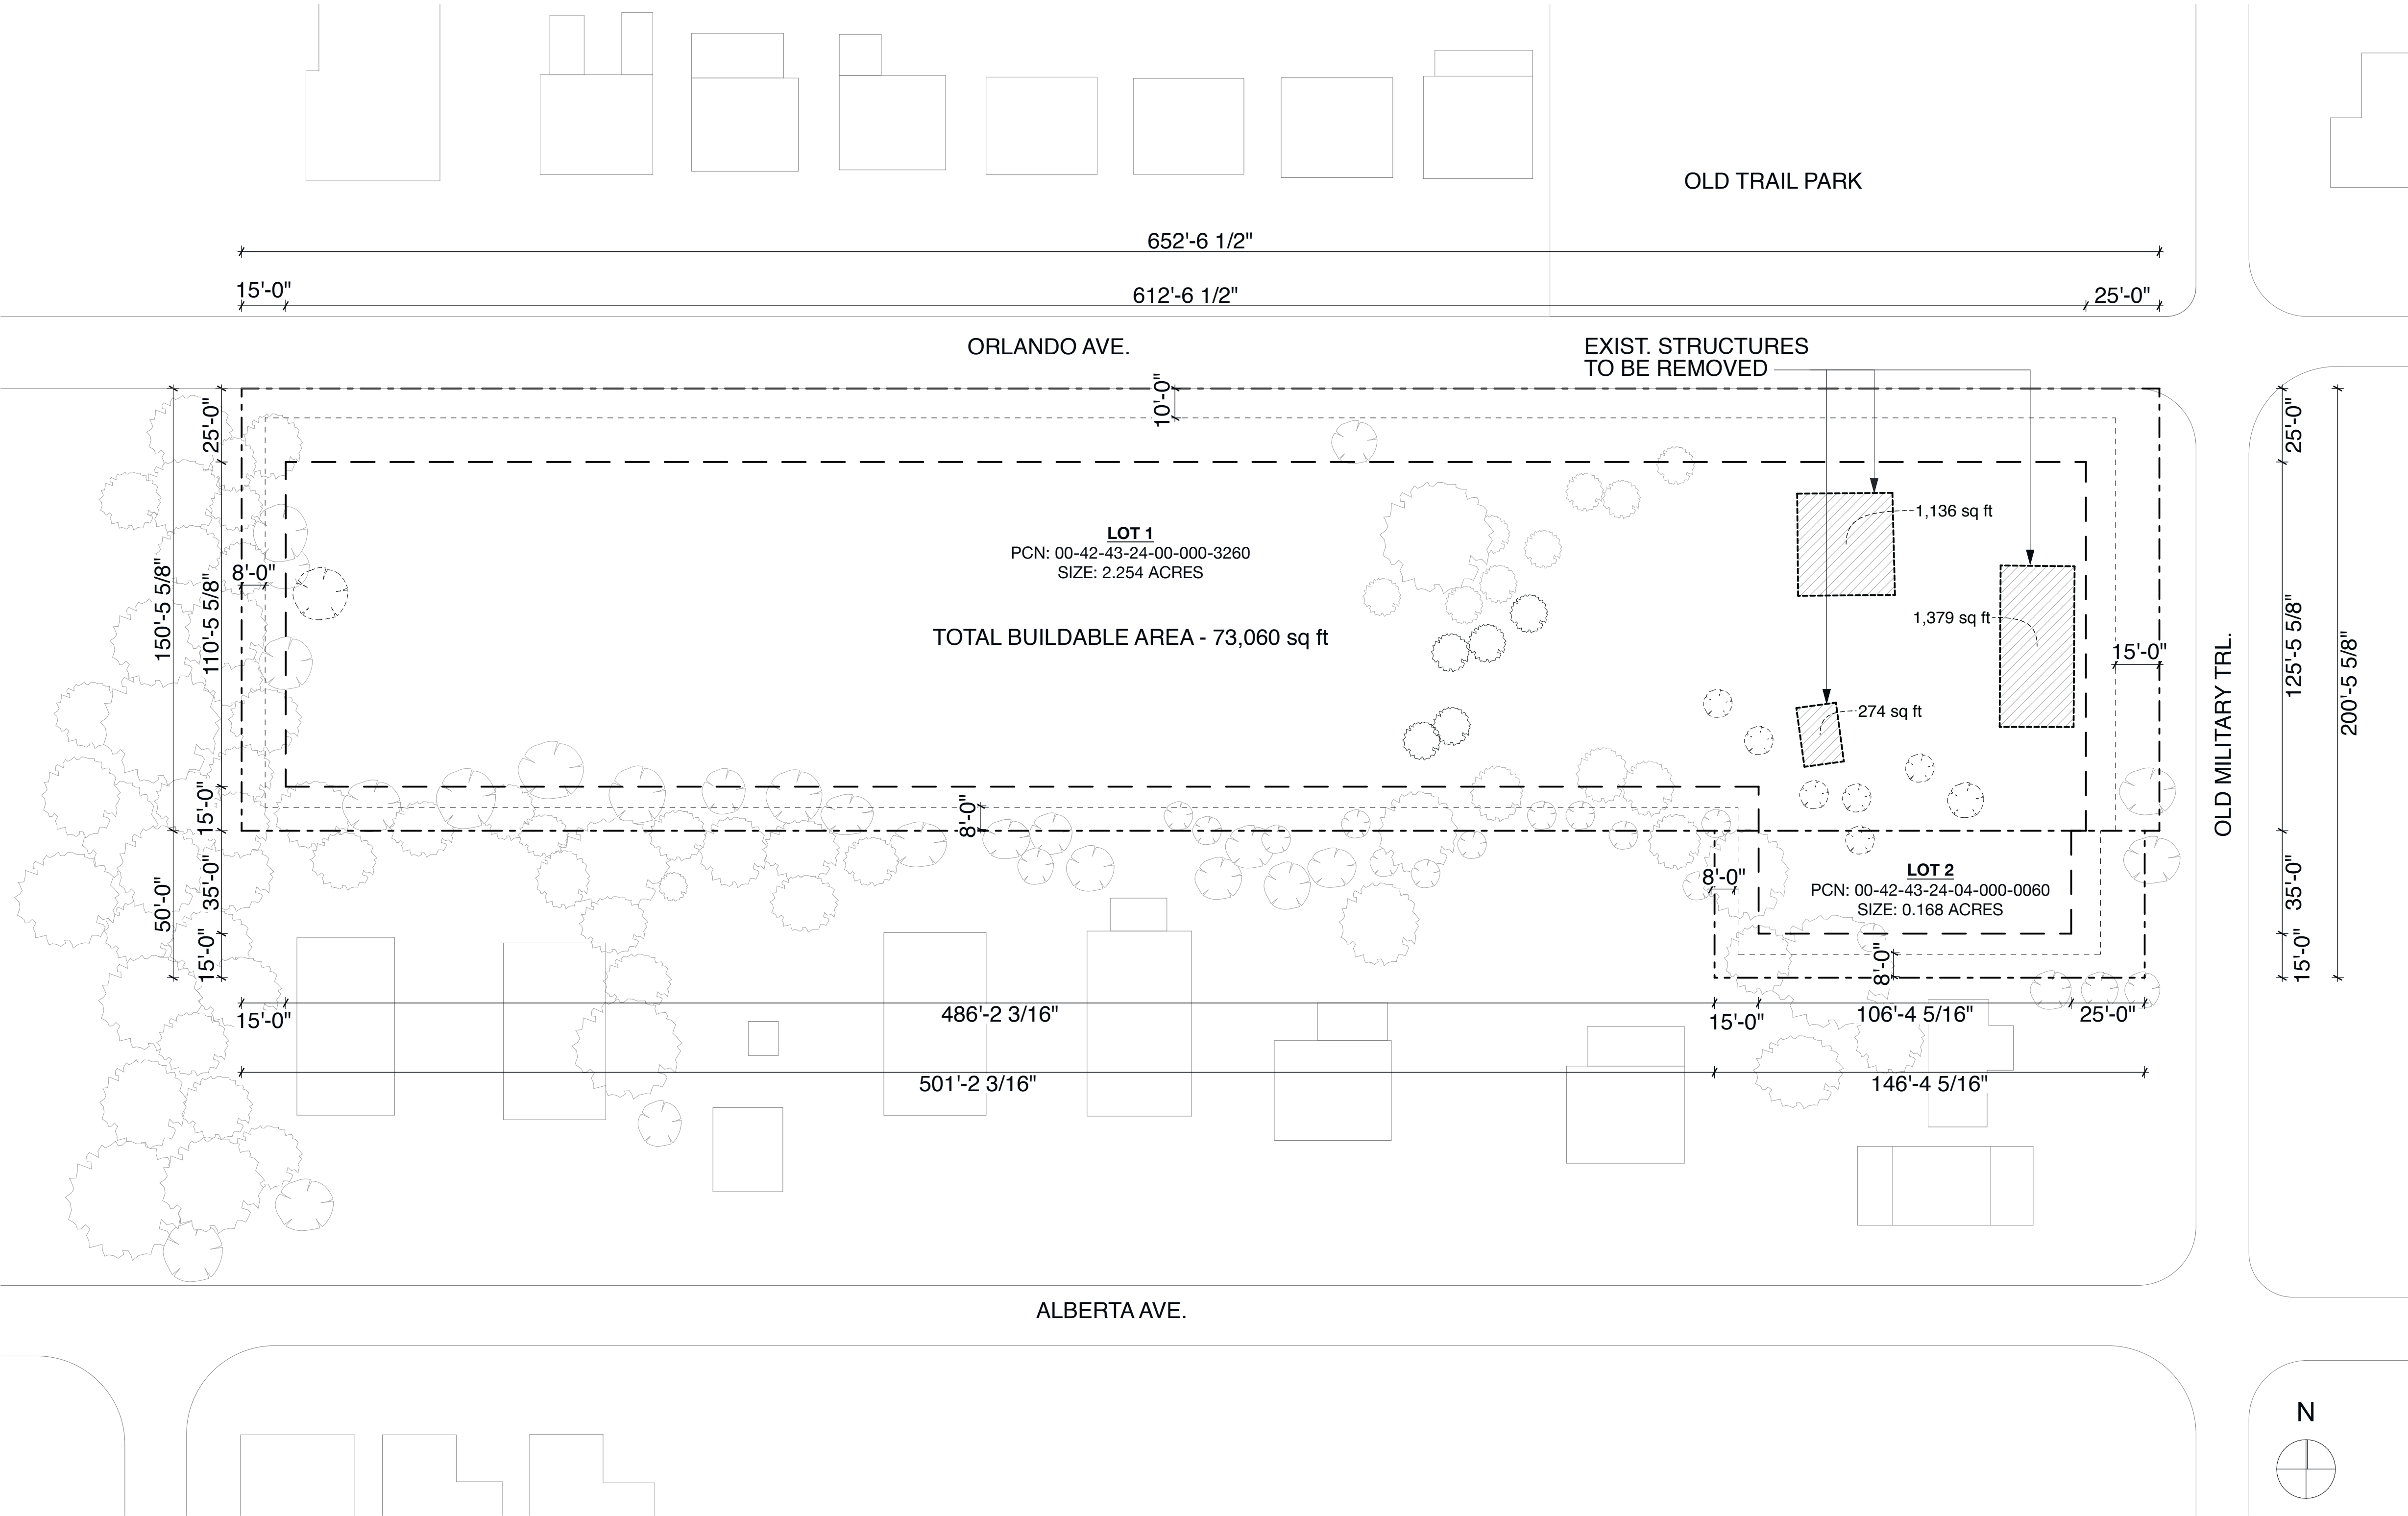 OLD TRAIL PARK
652'-6 1/2"
15'-0"
612'-6 1/2"
25'-0"
ORLANDO AVE.
EXIST. STRUCTURES
TO BE REMOVED
10'-0"
25'-0"
25'-0"
LOT 1
PCN: 00-42-43-24-00-000-3260
SIZE: 2.254 ACRES
1,136 sq ft
8'-0"
150'-5 5/8"
110'-5 5/8"
TOTAL BUILDABLE AREA - 73,060 sq ft
1,379 sq ft
15'-0"
125'-5 5/8"
200'-5 5/8"
OLD MILITARY TRL.
274 sq ft
15'-0"
8'-0"
50'-0"
35'-0"
8'-0"
LOT 2
PCN: 00-42-43-24-04-000-0060
SIZE: 0.168 ACRES
35'-0"
15'-0"
8'-0"
15'-0"
15'-0"
486'-2 3/16"
15'-0"
106'-4 5/16"
25'-0"
501'-2 3/16"
146'-4 5/16"
ALBERTA AVE.
N